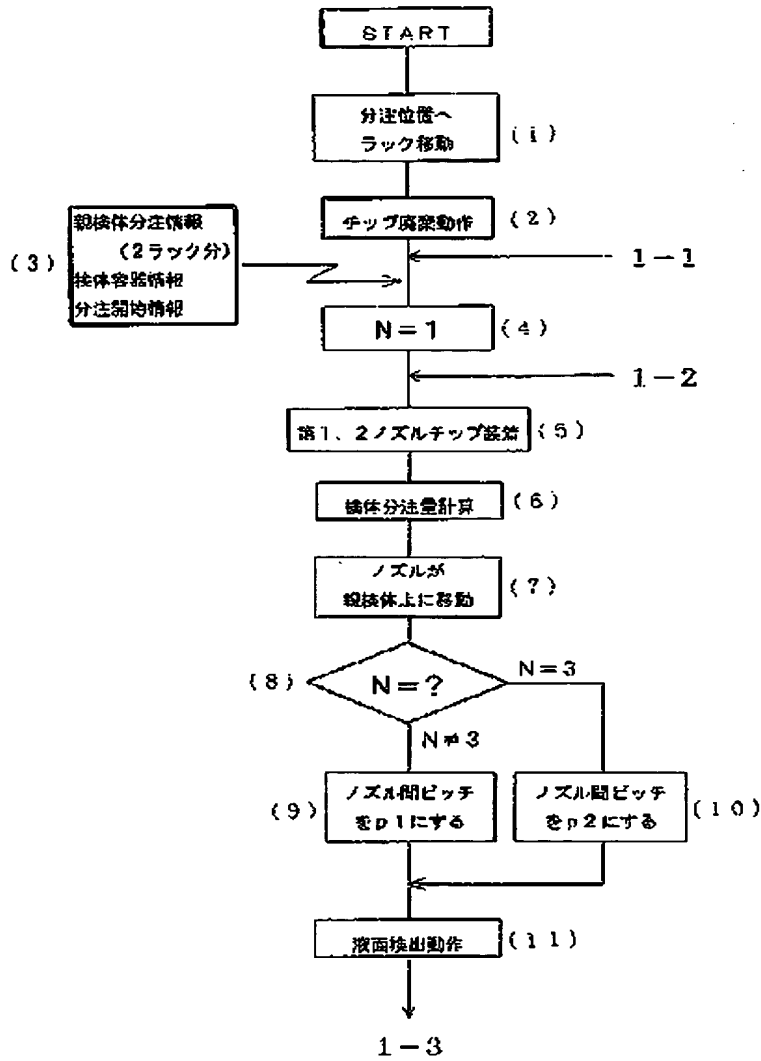 START
分注位置へ
ラック移動
(1)
チップ廃棄動作
(2)
1-1
(3)
親検体分注情報
(2ラック分)
検体容器情報
分注開始情報
N=1
(4)
1-2
第1、2ノズルチップ装着
(5)
検体分注量計算
(6)
ノズルが
親検体上に移動
(7)
(8)
N=?
N=3
N≠3
(9)
ノズル間ピッチ
をp1にする
ノズル間ピッチ
をp2にする
(10)
液面検出動作
(11)
1-3